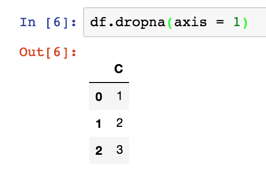 In [6]: df.dropna(axis = 1)
Out[6]:
C
0 1
1 2
2 3